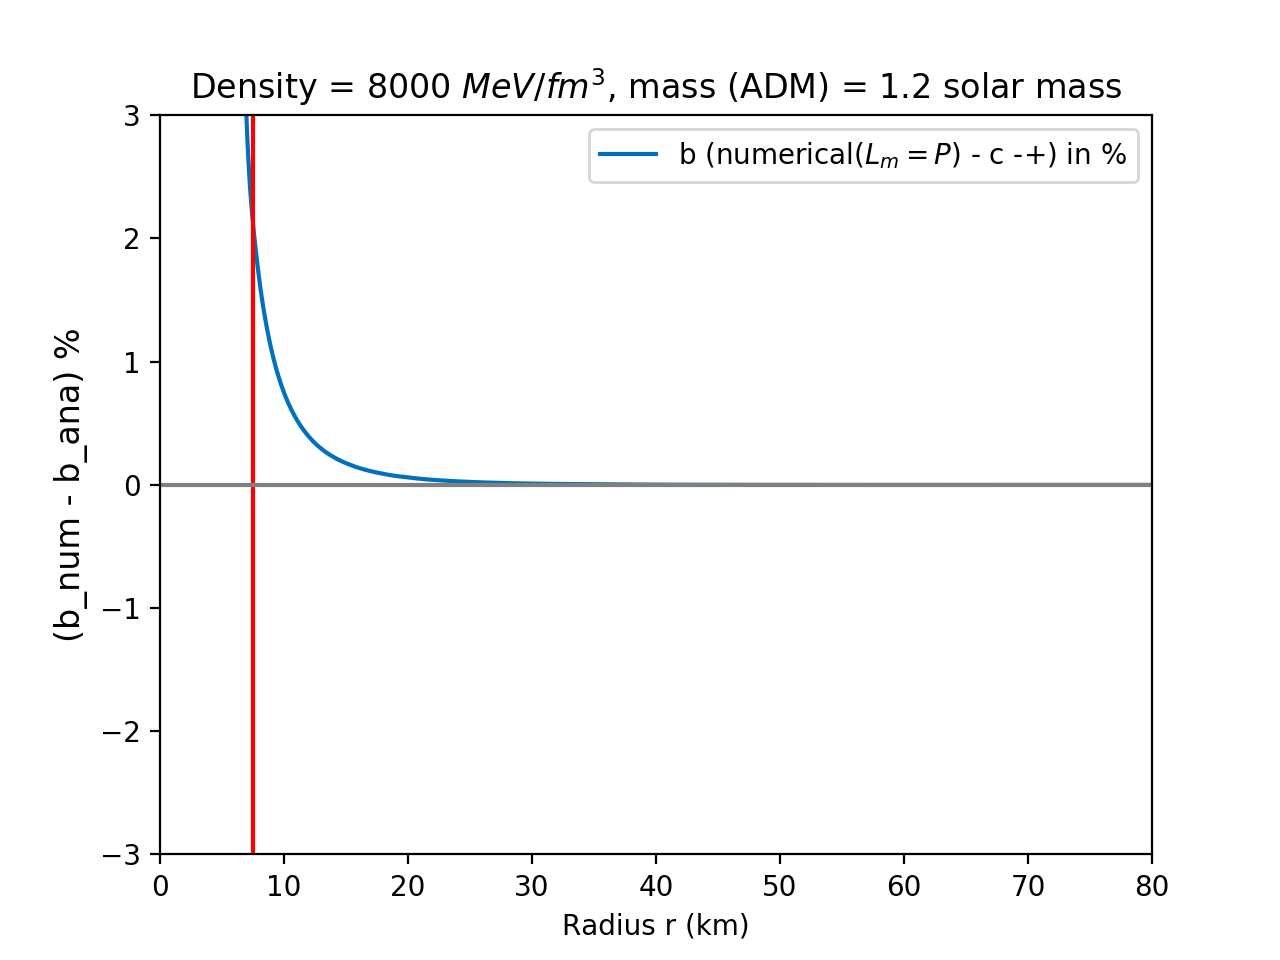 Density = 8000 MeV/fm³, mass (ADM) = 1.2 solar mass
b (numerical(Lₘ = P) - c -+) in %
(b_num - b_ana) %
3
2
1
0
−1
−2
−3
0 10 20 30 40 50 60 70 80
Radius r (km)